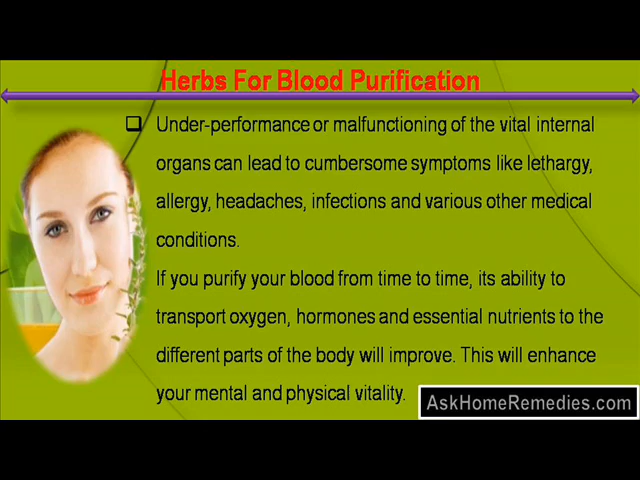 Herbs For Blood Purification
Under-performance or malfunctioning of the vital internal
organs can lead to cumbersome symptoms like lethargy,
allergy, headaches, infections and various other medical
conditions.
If you purify your blood from time to time, its ability to
transport oxygen, hormones and essential nutrients to the
different parts of the body will improve. This will enhance
your mental and physical vitality.
AskHomeRemedies.com